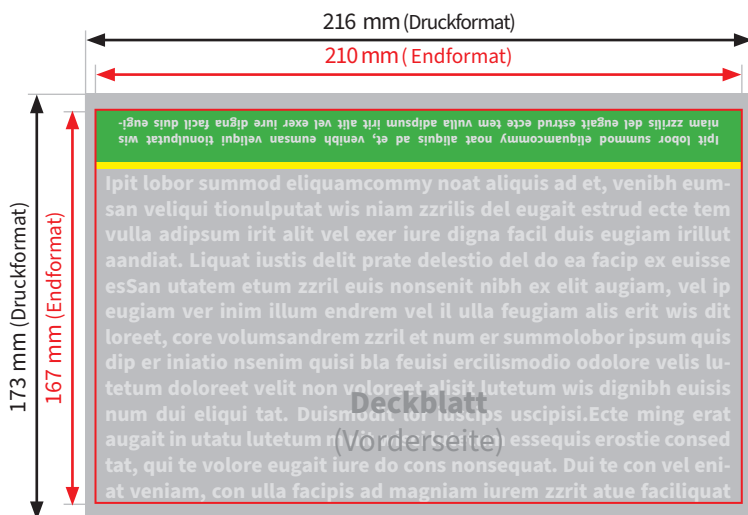 216 mm (Druckformat)
210 mm ( Endformat)
173 mm (Druckformat)
167 mm (Endformat)
Ipit lobor summod eliquamcommy noat aliquis ad et, venibh eumsan veliqui tionulputat wis
niam zzrilis del eugait estrud ecte tem vulla adipsum irit alit vel exer iure digna facil duis eugi-
Ipit lobor summod eliquamcommy noat aliquis ad et, venibh eum-
san veliqui tionulputat wis niam zzrilis del eugait estrud ecte tem
vulla adipsum irit alit vel exer iure digna facil duis eugiam irillut
aandiat. Liquat iustis delit prate delestio del do ea facip ex euisse
esSan utatem etum zzril euis nonsenit nibh ex elit augiam, vel ip
eugiam ver inim illum endrem vel il ulla feugiam alis erit wis dit
loreet, core volumsandrem zzril et num er summolobor ipsum quis
dip er iniatio nsenim quisi bla feuisi ercilismodio odolore velis lu-
tetum doloreet velit non voloreet alisit lutetum wis dignibh euisis
num dui eliqui tat. Duismodit lor suscips uscipisi.Ecte ming erat
augait in utatu lutetum essequis erostie consed
tat, qui te volore eugait iure do cons nonsequat. Dui te con vel eni-
at veniam, con ulla facipis ad magniam iurem zzrit atue faciliquat
Deckblatt
(Vorderseite)